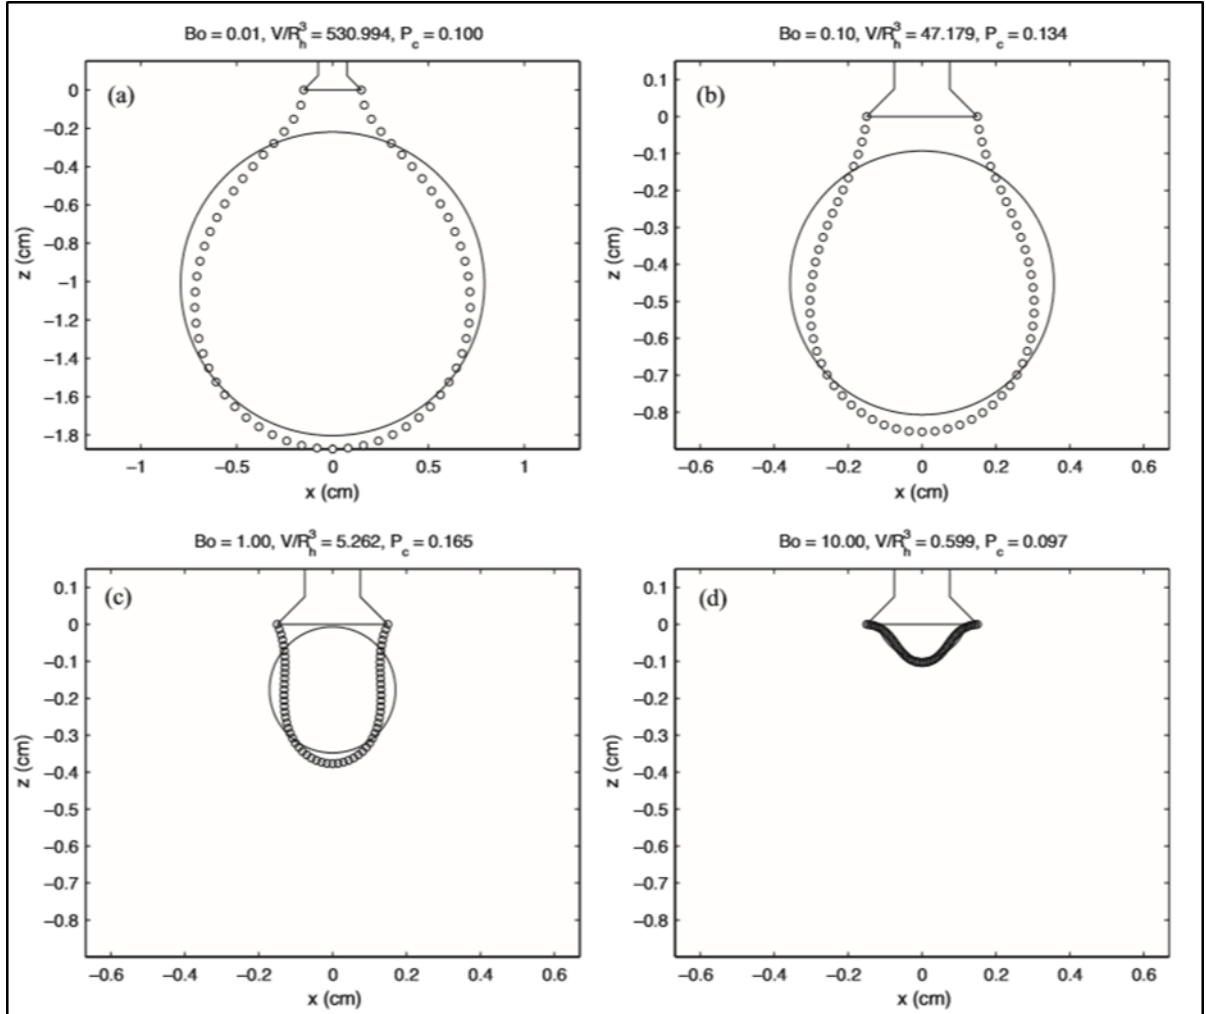 Bo = 0.01, V/R_h^3 = 530.994, P_c = 0.100
(a)
0
−0.2
−0.4
−0.6
−0.8
−1
−1.2
−1.4
−1.6
−1.8
z (cm)
−1 −0.5 0 0.5 1
x (cm)
Bo = 0.10, V/R_h^3 = 47.179, P_c = 0.134
(b)
0.1
0
−0.1
−0.2
−0.3
−0.4
−0.5
−0.6
−0.7
−0.8
z (cm)
−0.6 −0.4 −0.2 0 0.2 0.4 0.6
x (cm)
Bo = 1.00, V/R_h^3 = 5.262, P_c = 0.165
(c)
0.1
0
−0.1
−0.2
−0.3
−0.4
−0.5
−0.6
−0.7
−0.8
z (cm)
−0.6 −0.4 −0.2 0 0.2 0.4 0.6
x (cm)
Bo = 10.00, V/R_h^3 = 0.599, P_c = 0.097
(d)
0.1
0
−0.1
−0.2
−0.3
−0.4
−0.5
−0.6
−0.7
−0.8
z (cm)
−0.6 −0.4 −0.2 0 0.2 0.4 0.6
x (cm)